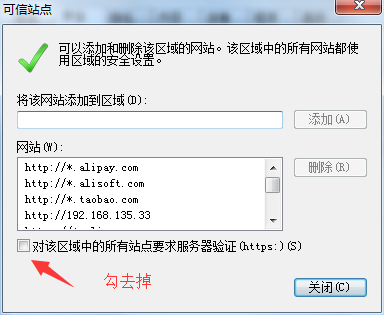 可信站点
可以添加和删除该区域的网站。该区域中的所有网站都使
用区域的安全设置。
将该网站添加到区域(D):
添加(A)
网站(W):
http://*.alipay.com
http://*.alisoft.com
http://*.taobao.com
http://192.168.135.33
删除(R)
对该区域中的所有站点要求服务器验证(https:)(S)
勾去掉
关闭(C)